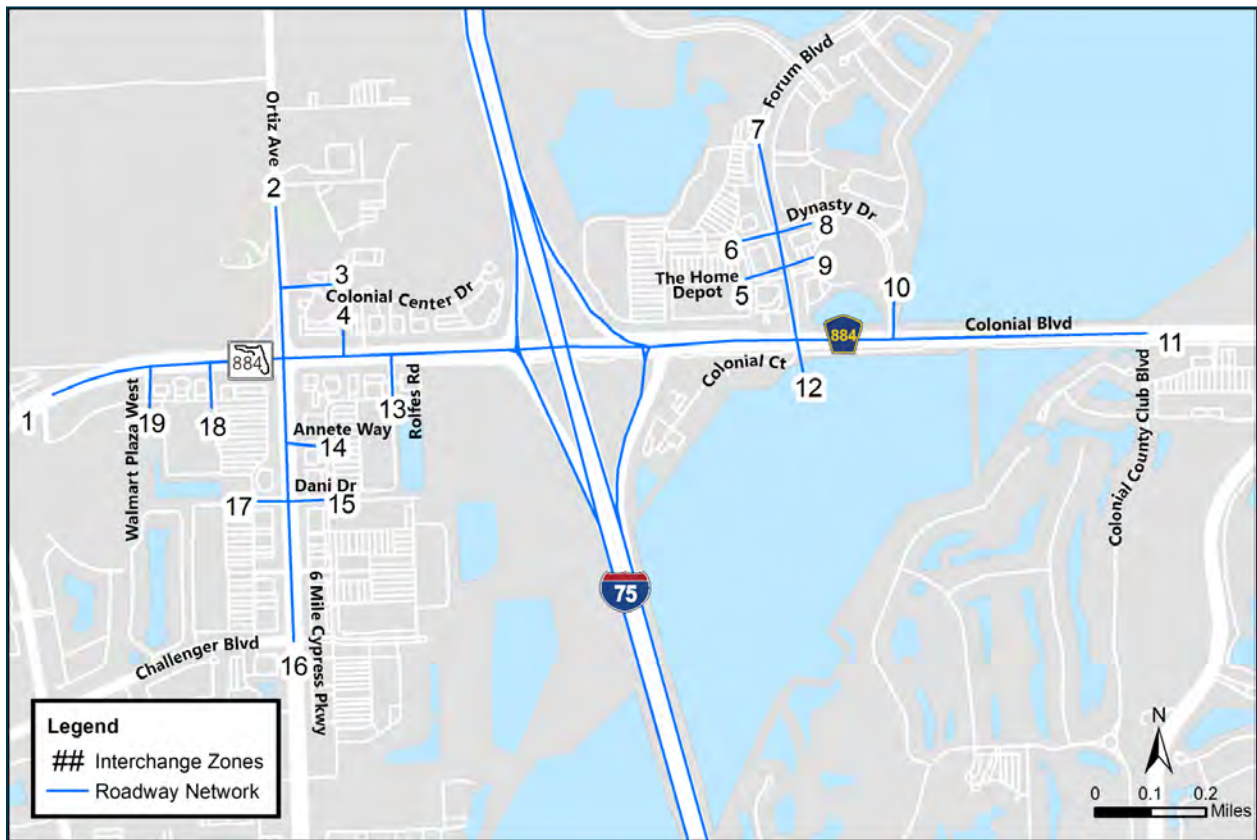 Ortiz Ave
2
Forum Blvd
7
Dynasty Dr
8
6
3
Colonial Center Dr
4
The Home
Depot
5
9
10
884
884
Colonial Blvd
11
Colonial Ct
12
1
19
18
13
Rolfes Rd
Walmart Plaza West
Annete Way
14
Dani Dr
17
15
Colonial County Club Blvd
75
6 Mile Cypress Pkwy
Challenger Blvd
16
Legend
## Interchange Zones
Roadway Network
N
0 0.1 0.2
Miles